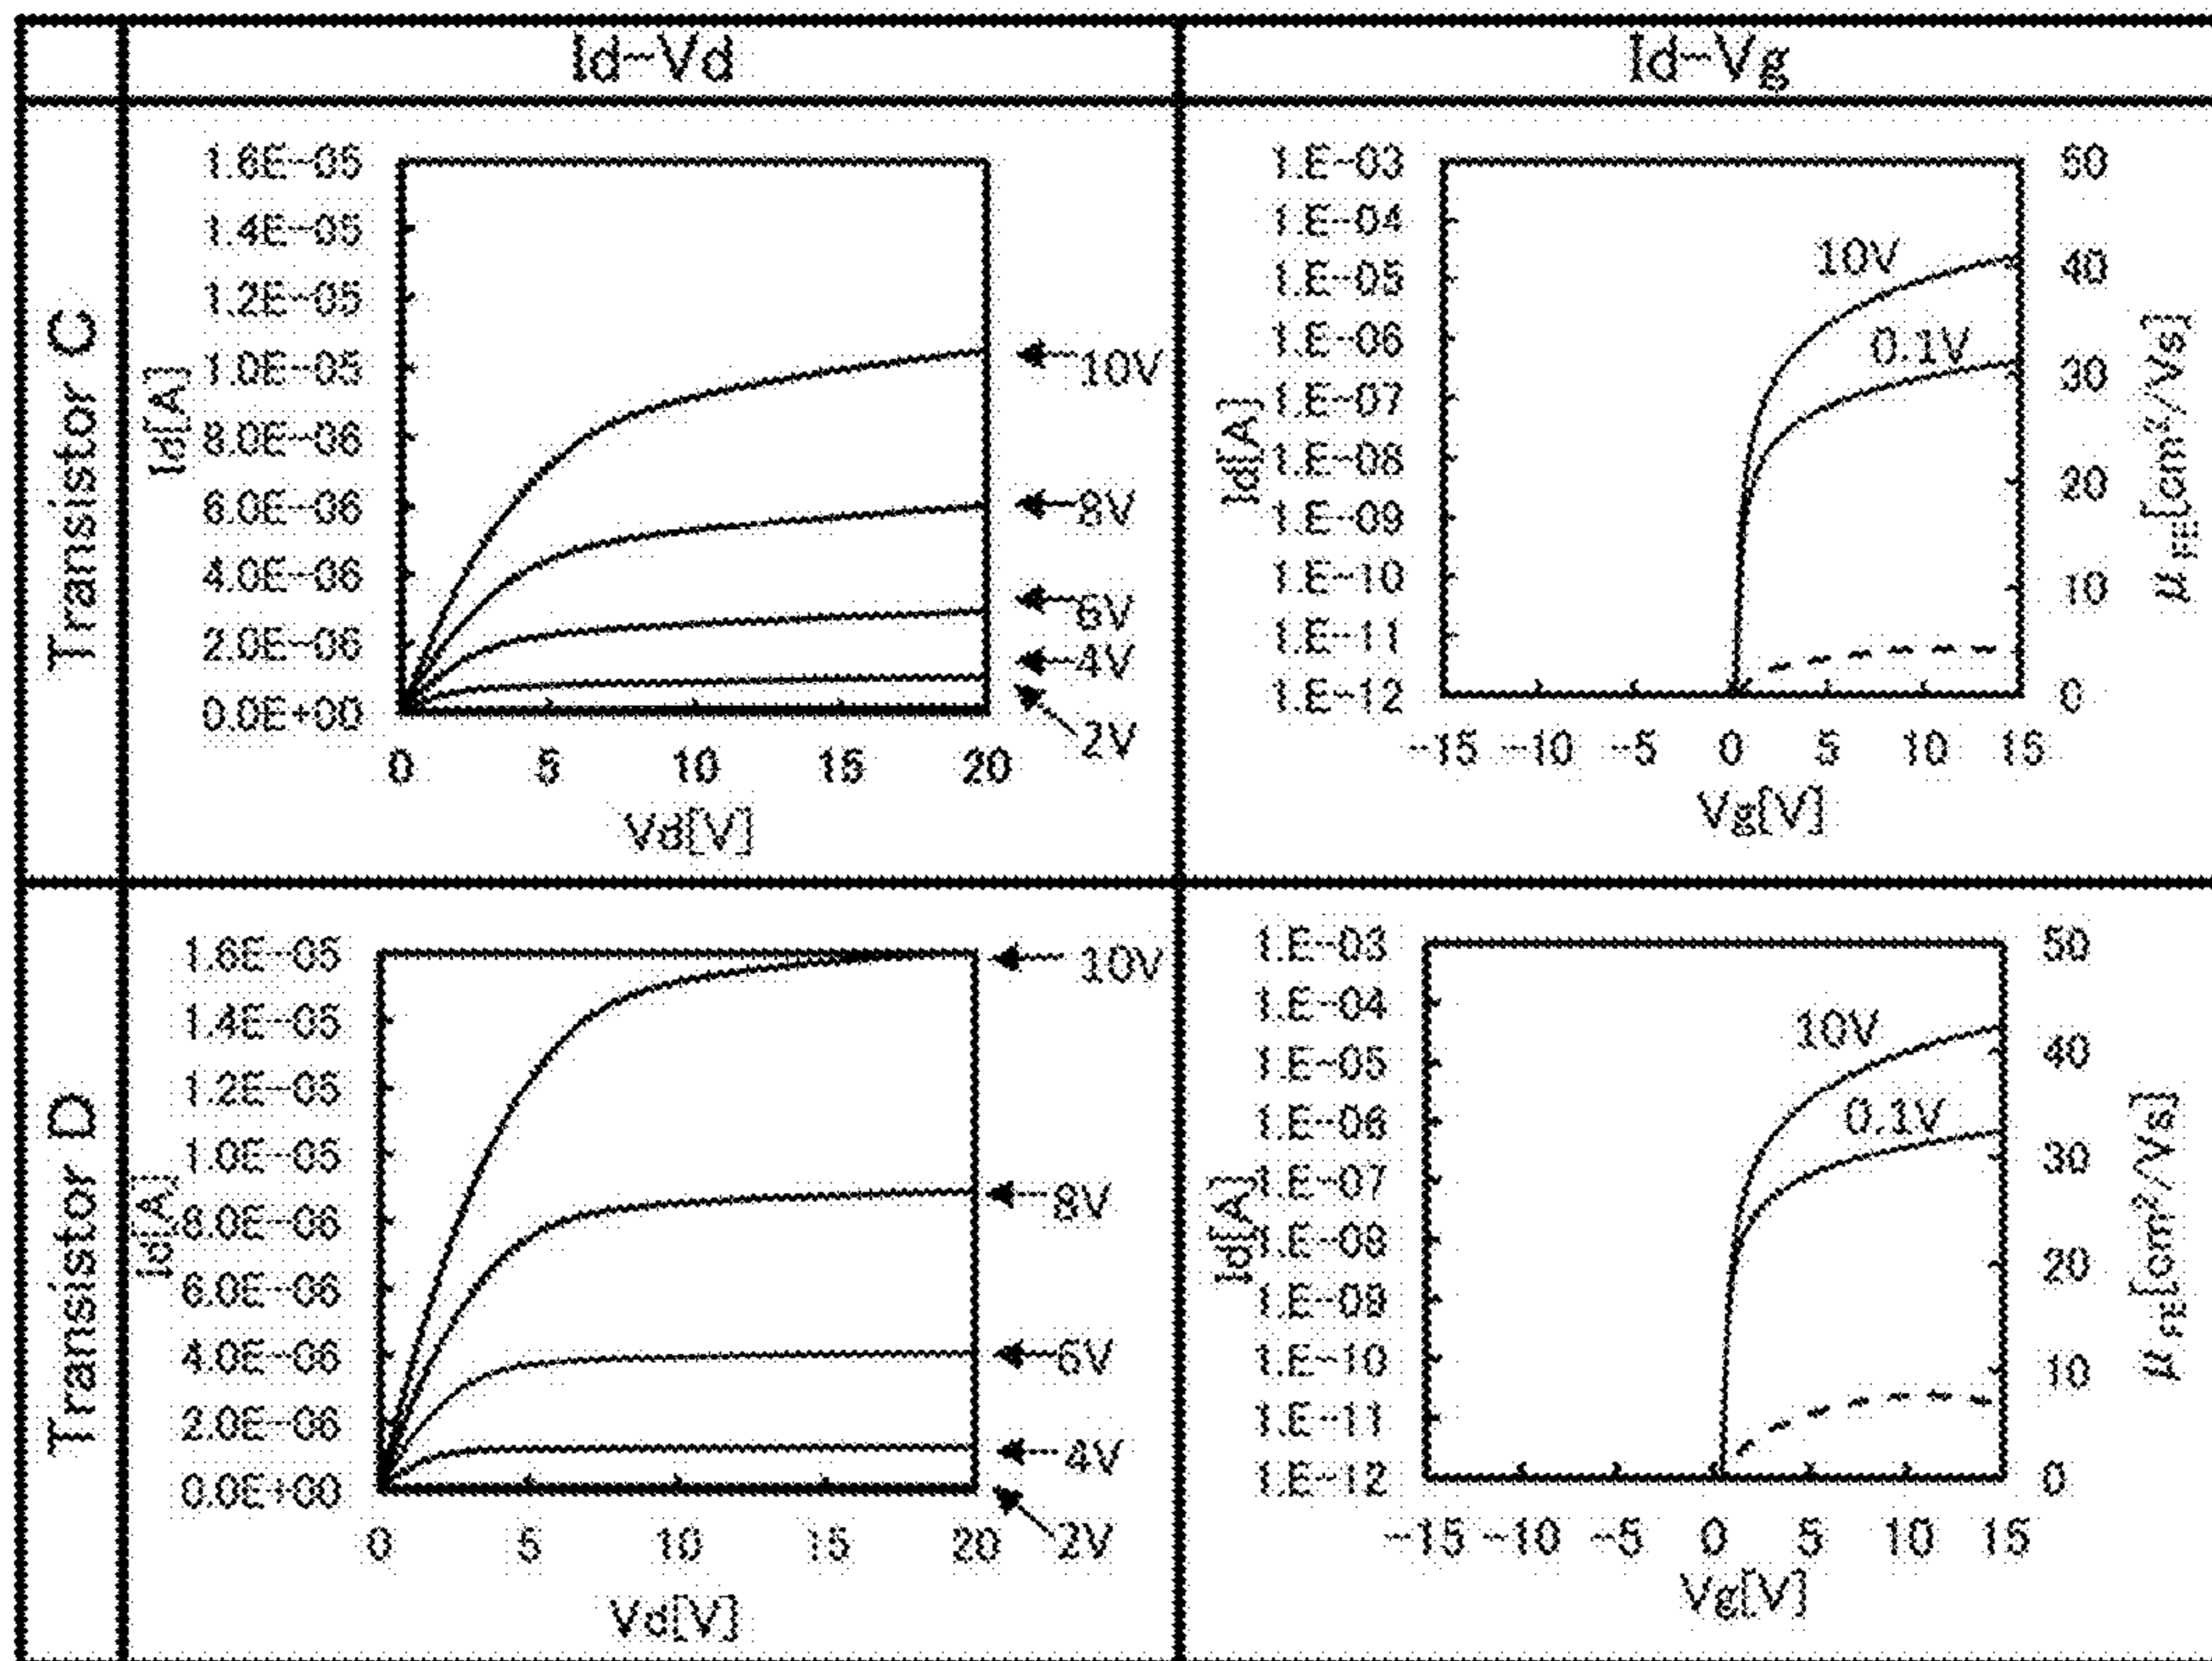 Id-Vd
Id-Vg
Transistor C
Id[A]
1.6E-05
1.4E-05
1.2E-05
1.0E-05
8.0E-06
6.0E-06
4.0E-06
2.0E-06
0.0E+00
0 5 10 15 20
Vd[V]
10V
8V
6V
4V
2V
Id[A]
1.E-03
1.E-04
1.E-05
1.E-06
1.E-07
1.E-08
1.E-09
1.E-10
1.E-11
1.E-12
10V
0.1V
-15 -10 -5 0 5 10 15
Vg[V]
50
40
30
20
10
0
μFE[cm²/Vs]
Transistor D
Id[A]
1.6E-05
1.4E-05
1.2E-05
1.0E-05
8.0E-06
6.0E-06
4.0E-06
2.0E-06
0.0E+00
0 5 10 15 20
Vd[V]
10V
8V
6V
4V
2V
Id[A]
1.E-03
1.E-04
1.E-05
1.E-06
1.E-07
1.E-08
1.E-09
1.E-10
1.E-11
1.E-12
10V
0.1V
-15 -10 -5 0 5 10 15
Vg[V]
50
40
30
20
10
0
μFE[cm²/Vs]